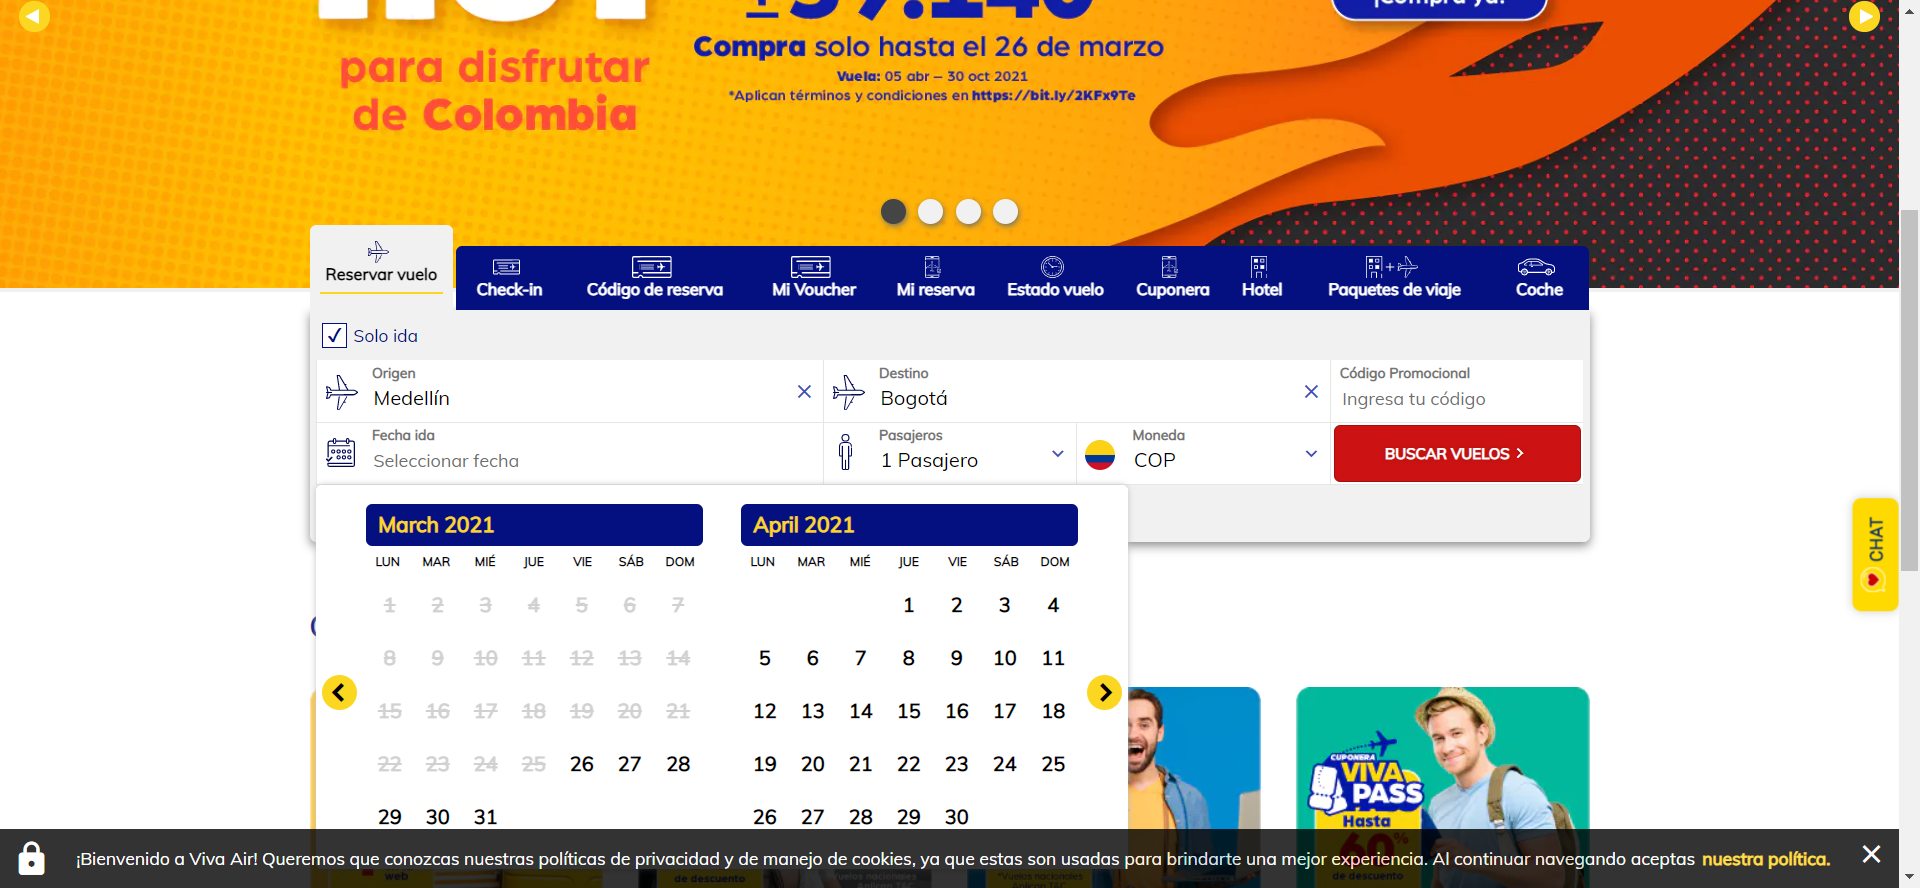 para disfrutar
de Colombia
Compra solo hasta el 26 de marzo
Vuela: 05 abr – 30 oct 2021
*Aplican términos y condiciones en https://bit.ly/2KFx9Te
¡Compra ya!
Reservar vuelo
Check-in
Código de reserva
Mi Voucher
Mi reserva
Estado vuelo
Cuponera
Hotel
Paquetes de viaje
Coche
Solo ida
Origen
Medellín
Destino
Bogotá
Código Promocional
Ingresa tu código
Fecha ida
Seleccionar fecha
Pasajeros
1 Pasajero
Moneda
COP
BUSCAR VUELOS
March 2021
LUN MAR MIÉ JUE VIE SÁB DOM
1 2 3 4 5 6 7
8 9 10 11 12 13 14
15 16 17 18 19 20 21
22 23 24 25 26 27 28
29 30 31
April 2021
LUN MAR MIÉ JUE VIE SÁB DOM
1 2 3 4
5 6 7 8 9 10 11
12 13 14 15 16 17 18
19 20 21 22 23 24 25
26 27 28 29 30
CHAT
CUPONERA
VIVA
PASS
Hasta
60%
de descuento
¡Bienvenido a Viva Air! Queremos que conozcas nuestras políticas de privacidad y de manejo de cookies, ya que estas son usadas para brindarte una mejor experiencia. Al continuar navegando aceptas nuestra política.
web
de descuento